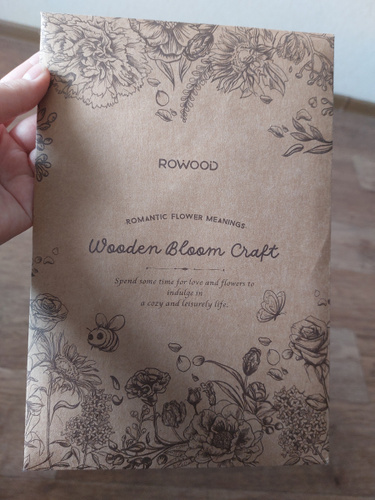 ROWOOD
ROMANTIC FLOWER MEANINGS
Wooden Bloom Craft
Spend some time for love and flowers to
indulge in
a cozy and leisurely life.